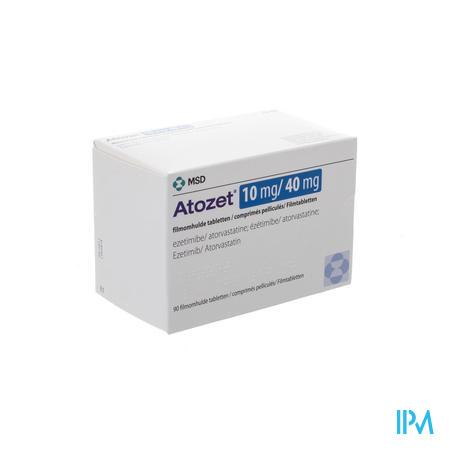 MSD
Atozet® 10 mg/ 40 mg
filmomhulde tabletten / comprimés pelliculés/ Filmtabletten
ezetimibe/ atorvastatine; ézétimibe/ atorvastatine;
Ezetimib/ Atorvastatin
90 filmomhulde tabletten / comprimés pelliculés/ Filmtabletten
IPM